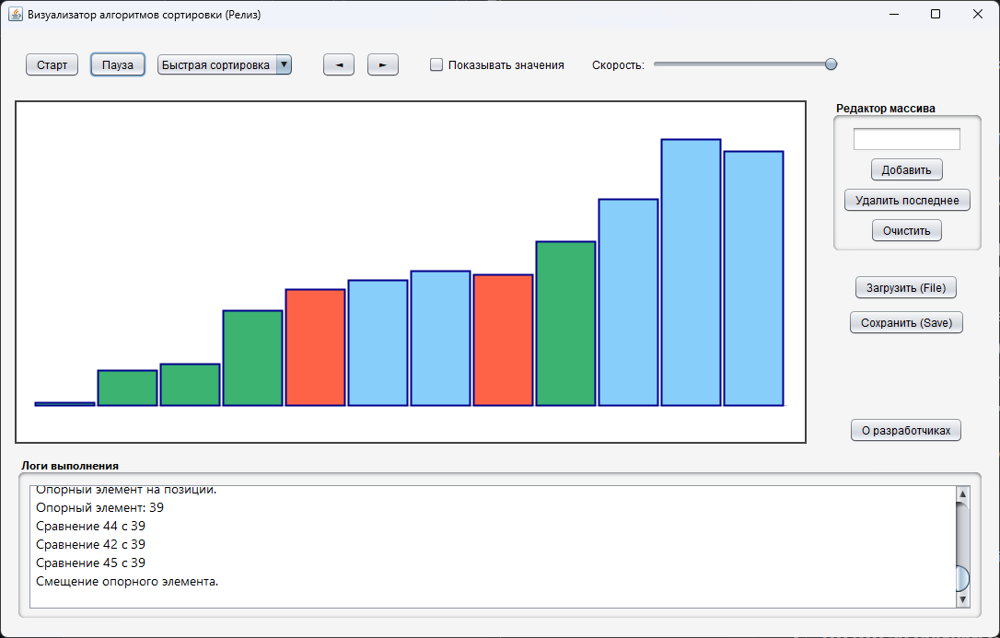 Визуализатор алгоритмов сортировки (Релиз)
Старт Пауза Быстрая сортировка ▼ ◄ ► Показывать значения Скорость:
Редактор массива
Добавить
Удалить последнее
Очистить
Загрузить (File)
Сохранить (Save)
О разработчиках
Логи выполнения
Опорный элемент на позиции.
Опорный элемент: 39
Сравнение 44 с 39
Сравнение 42 с 39
Сравнение 45 с 39
Смещение опорного элемента.